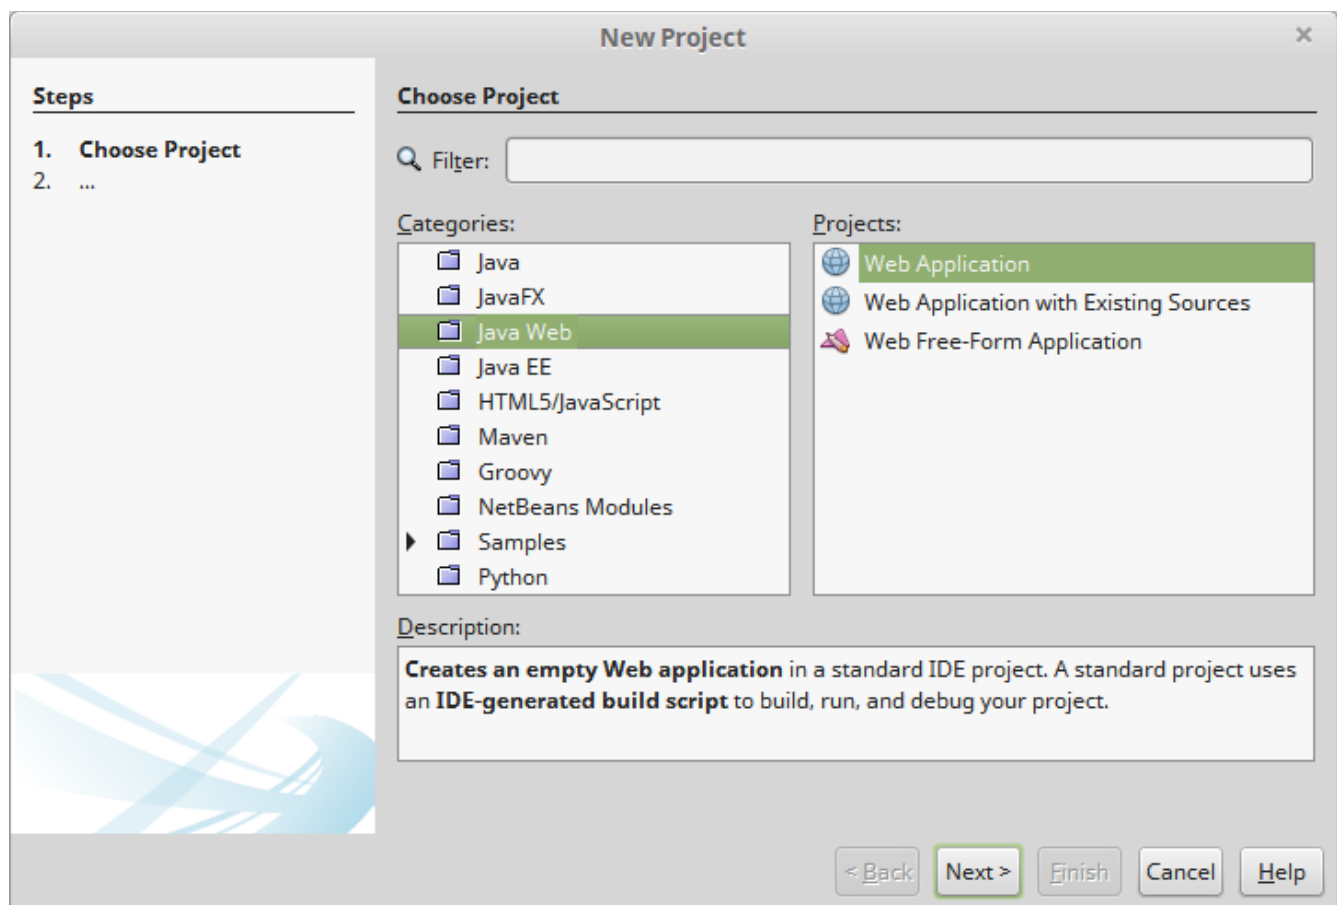 New Project
Steps
1. Choose Project
2. ...
Choose Project
Filter:
Categories:
Java
JavaFX
Java Web
Java EE
HTML5/JavaScript
Maven
Groovy
NetBeans Modules
Samples
Python
Projects:
Web Application
Web Application with Existing Sources
Web Free-Form Application
Description:
Creates an empty Web application in a standard IDE project. A standard project uses
an IDE-generated build script to build, run, and debug your project.
< Back
Next >
Finish
Cancel
Help